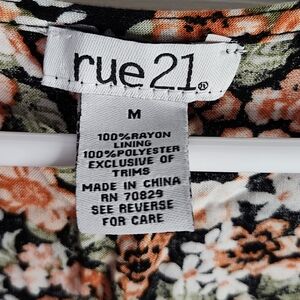 rue21®
M
100%RAYON
LINING
100%POLYESTER
EXCLUSIVE OF
TRIMS
MADE IN CHINA
RN 70829
SEE REVERSE
FOR CARE